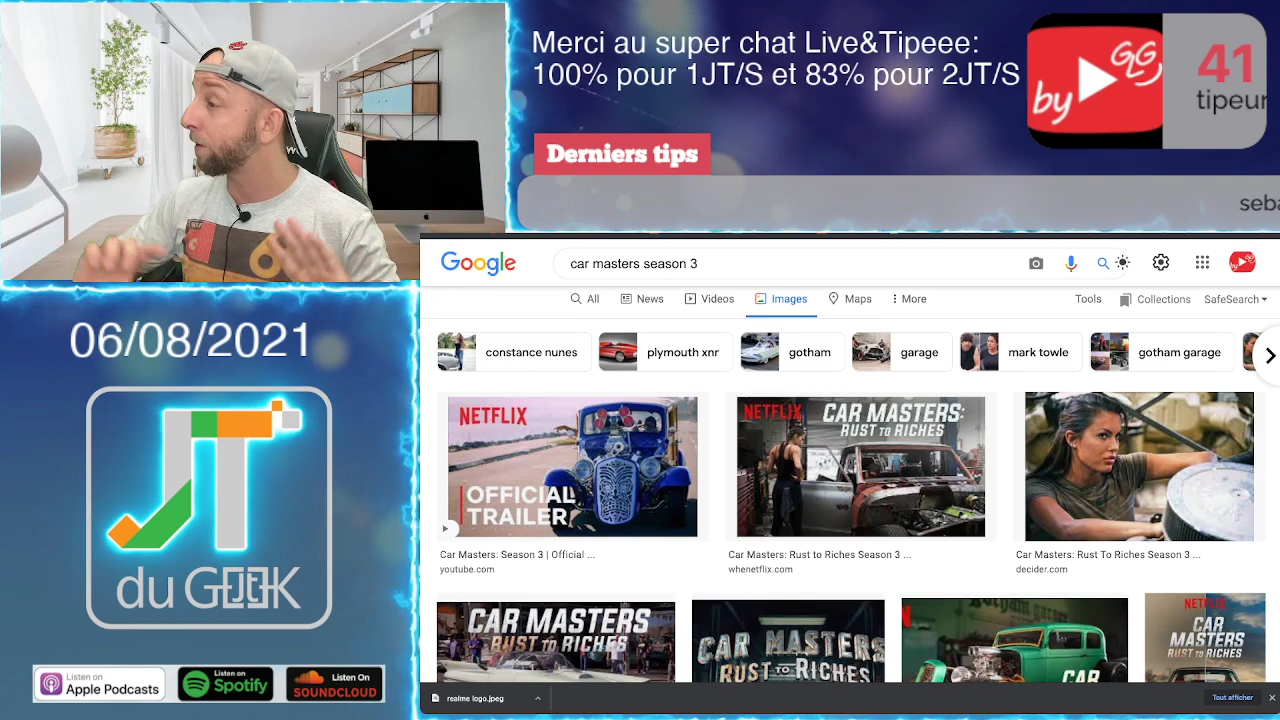 Merci au super chat Live&Tipeee:
100% pour 1JT/S et 83% pour 2JT/S
by GG
41
tipeur
Derniers tips
seba
Google
car masters season 3
All News Videos Images Maps More
Tools Collections SafeSearch
constance nunes plymouth xnr gotham garage mark towle gotham garage
NETFLIX
OFFICIAL
TRAILER
Car Masters: Season 3 | Official ...
youtube.com
NETFLIX
CAR MASTERS:
RUST TO RICHES
Car Masters: Rust to Riches Season 3 ...
whenetflix.com
Car Masters: Rust To Riches Season 3 ...
decider.com
CAR MASTERS
RUST TO RICHES
CAR MASTERS
RUST TO RICHES
Gotham Garage
CAR
NETFLIX
CAR
MASTERS
RUST TO RICHES
realme logo.jpeg
Tout afficher
06/08/2021
JT
du GEEK
Listen on
Apple Podcasts
Listen on
Spotify
Listen On
SOUNDCLOUD